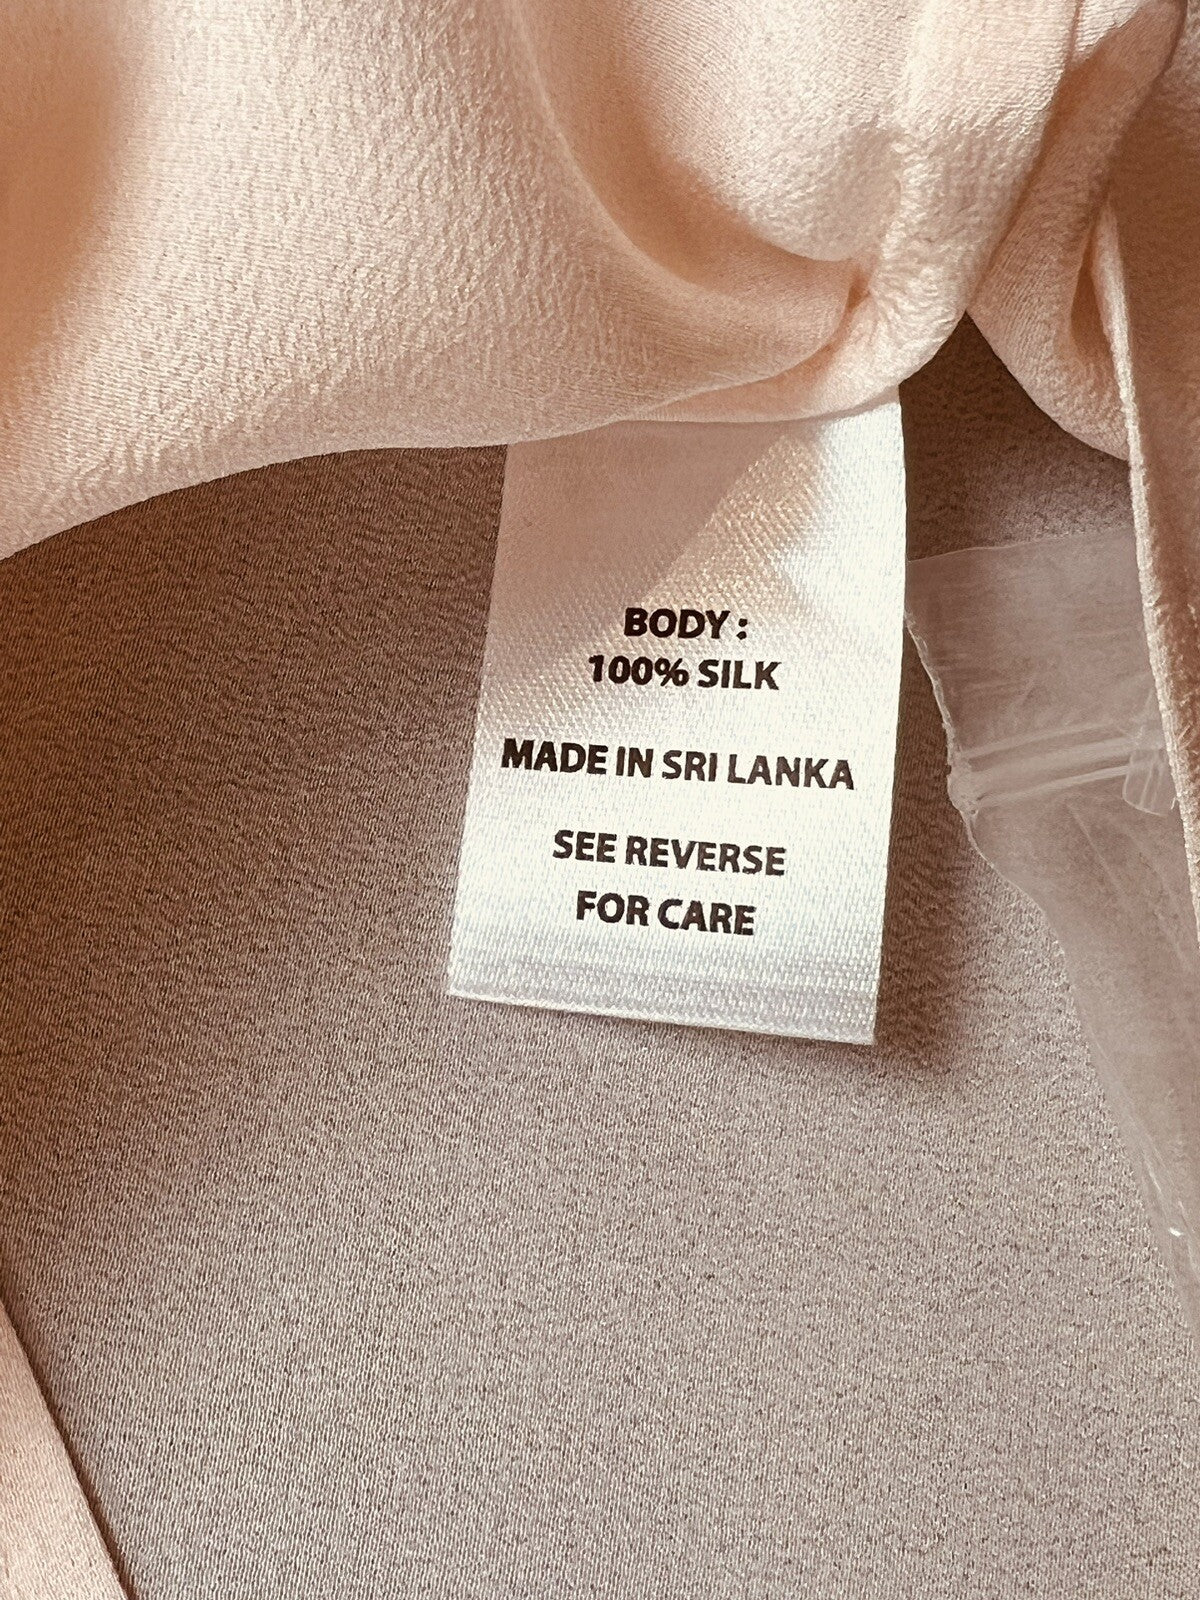 BODY :
100% SILK
MADE IN SRI LANKA
SEE REVERSE
FOR CARE